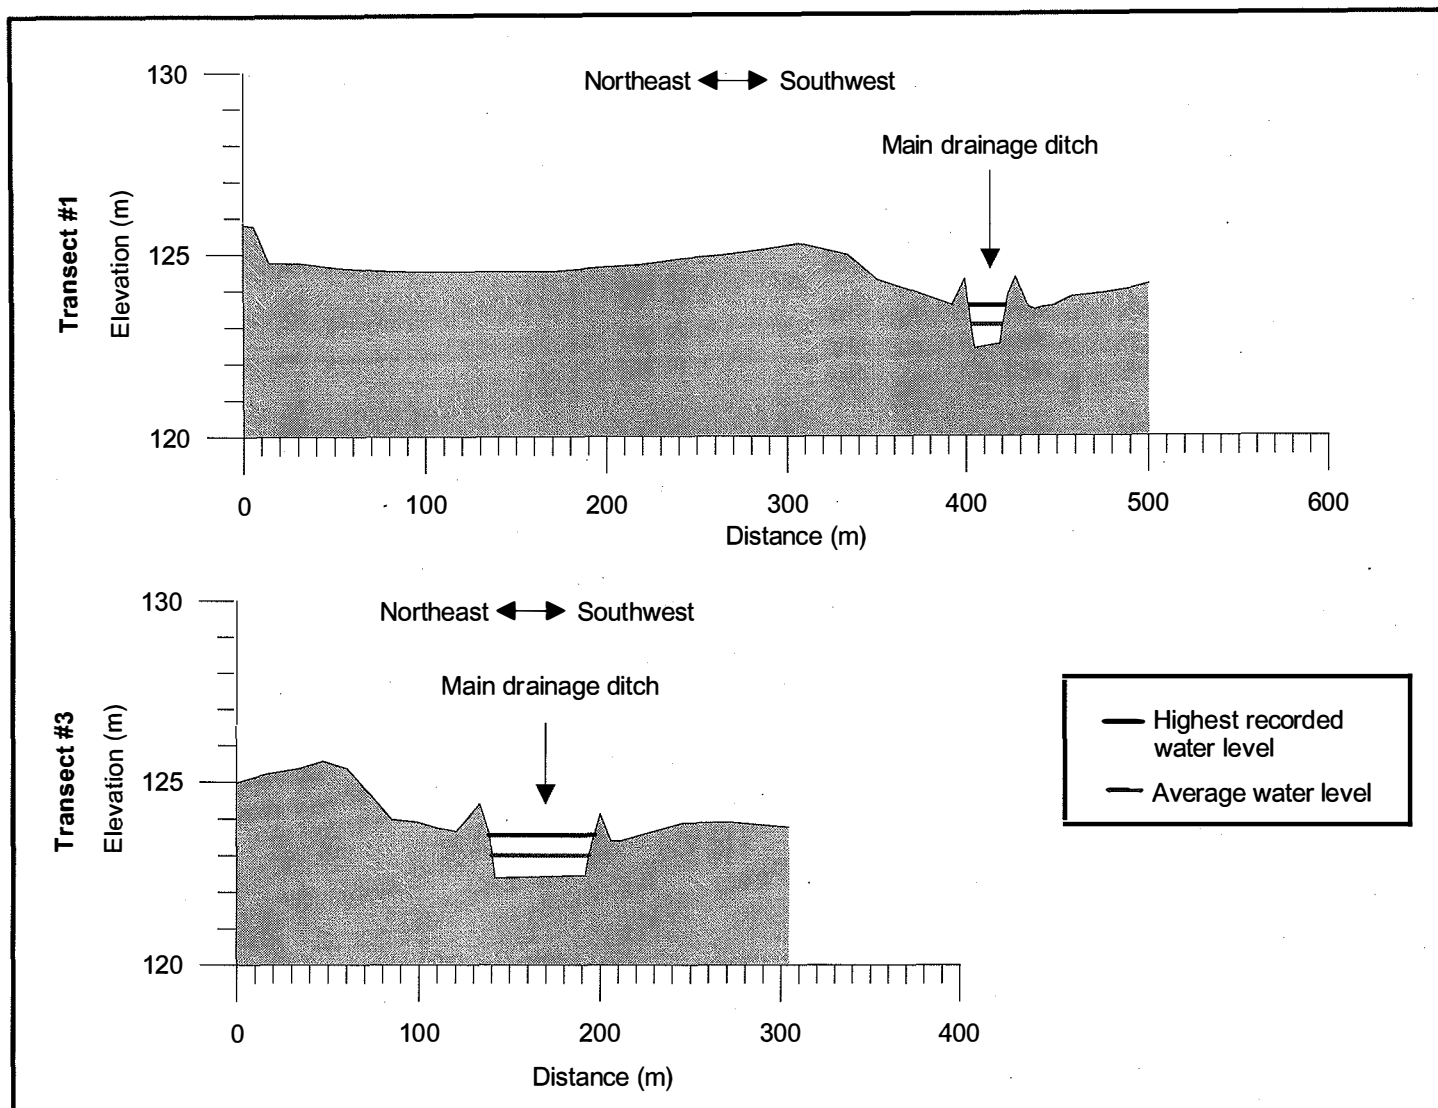 130
Northeast Southwest
Main drainage ditch
Transect #1
Elevation (m)
125
120
0 100 200 300 400 500 600
Distance (m)
130
Northeast Southwest
Main drainage ditch
Transect #3
Elevation (m)
125
120
0 100 200 300 400
Distance (m)
Highest recorded
water level
Average water level